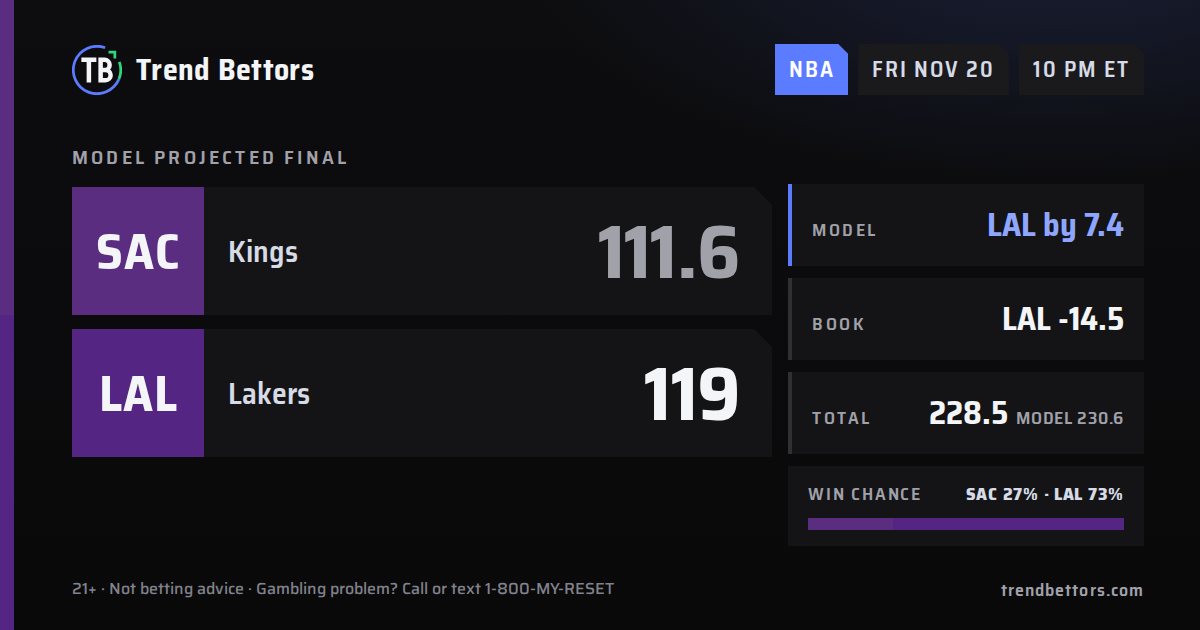 TB Trend Bettors
NBA FRI NOV 20 10 PM ET
MODEL PROJECTED FINAL
SAC Kings 111.6
LAL Lakers 119
MODEL LAL by 7.4
BOOK LAL -14.5
TOTAL 228.5 MODEL 230.6
WIN CHANCE SAC 27% · LAL 73%
21+ · Not betting advice · Gambling problem? Call or text 1-800-MY-RESET
trendbettors.com